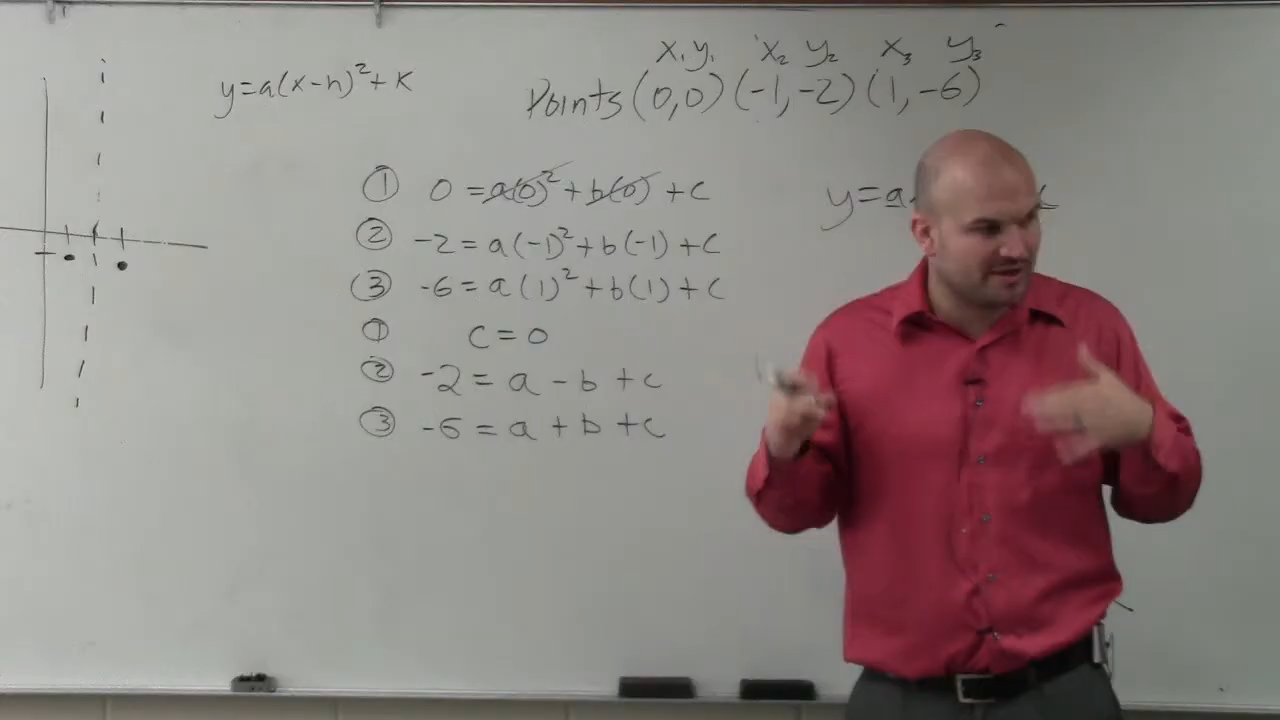 x₁ y₁ x₂ y₂ x₃ y₃
y=a(x-h)²+k
Points (0,0) (-1,-2) (1,-6)
① 0 = a(0)² + b(0) + c
y=a
② -2 = a(-1)² + b(-1) + c
③ -6 = a(1)² + b(1) + c
① c = 0
② -2 = a - b + c
③ -6 = a + b + c